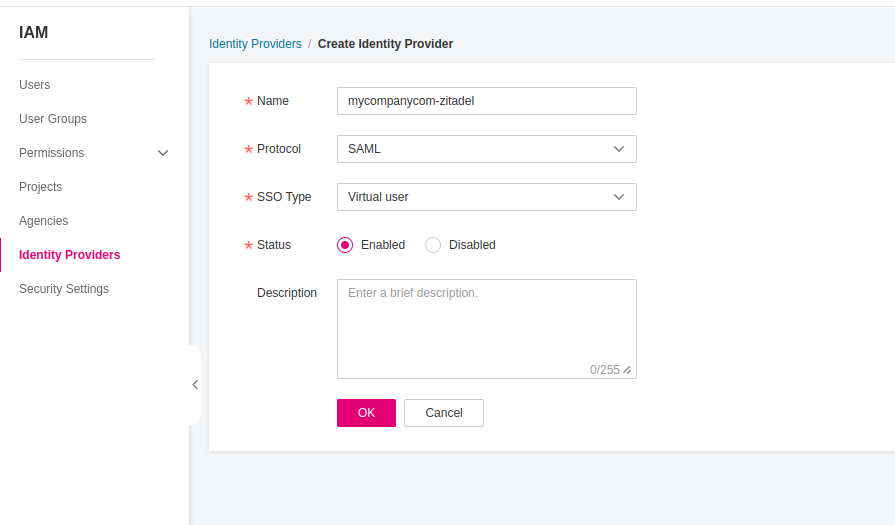 IAM
Users
User Groups
Permissions
Projects
Agencies
Identity Providers
Security Settings
Identity Providers / Create Identity Provider
* Name mycompanycom-zitadel
* Protocol SAML
* SSO Type Virtual user
* Status Enabled Disabled
Description Enter a brief description.
0/255
OK Cancel